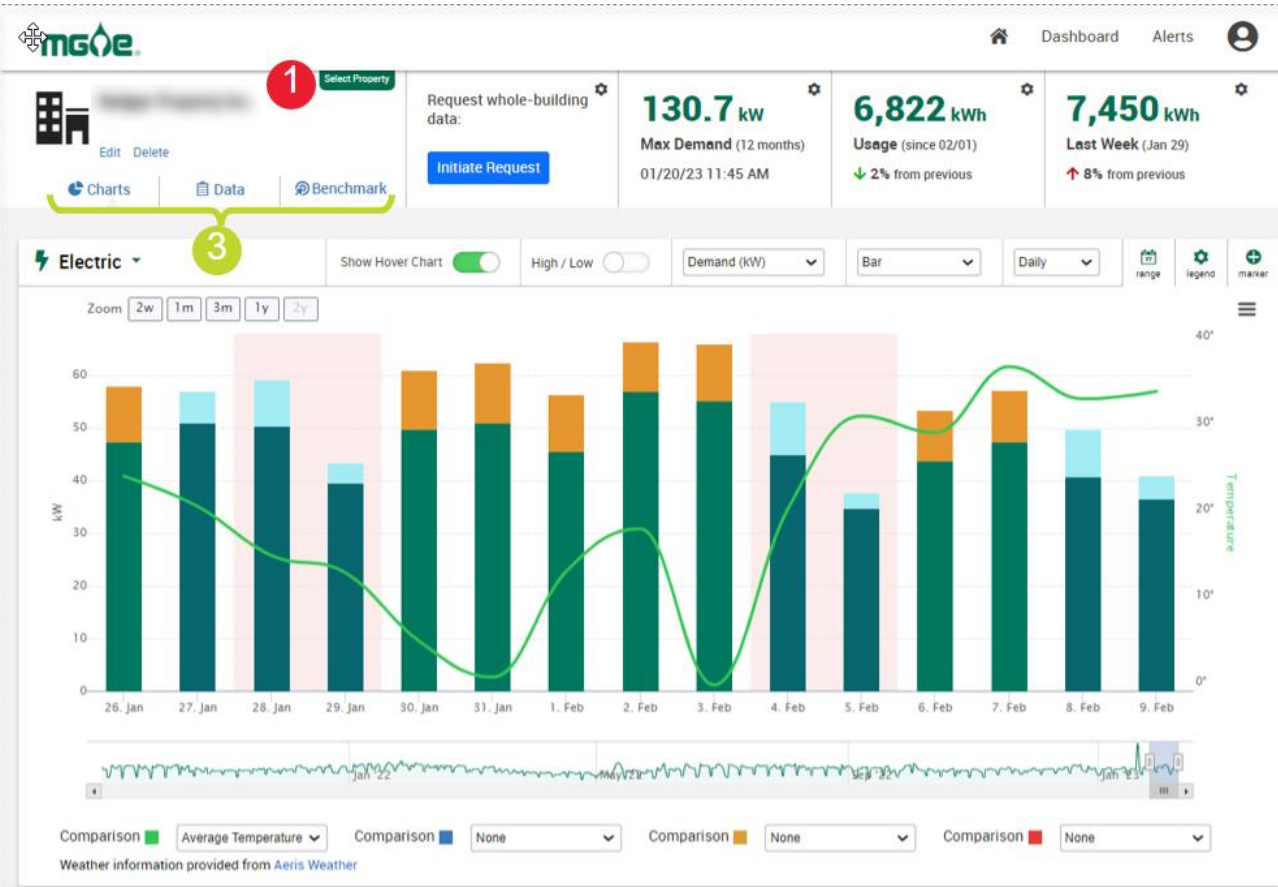 mge
Dashboard Alerts
1
Select Property
Edit Delete
Charts Data Benchmark
3
Request whole-building
data:
Initiate Request
130.7 kW
Max Demand (12 months)
01/20/23 11:45 AM
6,822 kWh
Usage (since 02/01)
2% from previous
7,450 kWh
Last Week (Jan 29)
8% from previous
Electric Show Hover Chart High / Low Demand (KW) Bar Daily range legend marker
Zoom 2w 1m 3m 1y 2y
40°
60
50
30°
40
kW
20°
Temperature
30
20
10°
10
0
0°
26. Jan 27. Jan 28. Jan 29. Jan 30. Jan 31. Jan 1. Feb 2. Feb 3. Feb 4. Feb 5. Feb 6. Feb 7. Feb 8. Feb 9. Feb
Jan '22 May '22 Sep '22 Jan '23
Comparison Average Temperature Comparison None Comparison None Comparison None
Weather information provided from Aeris Weather